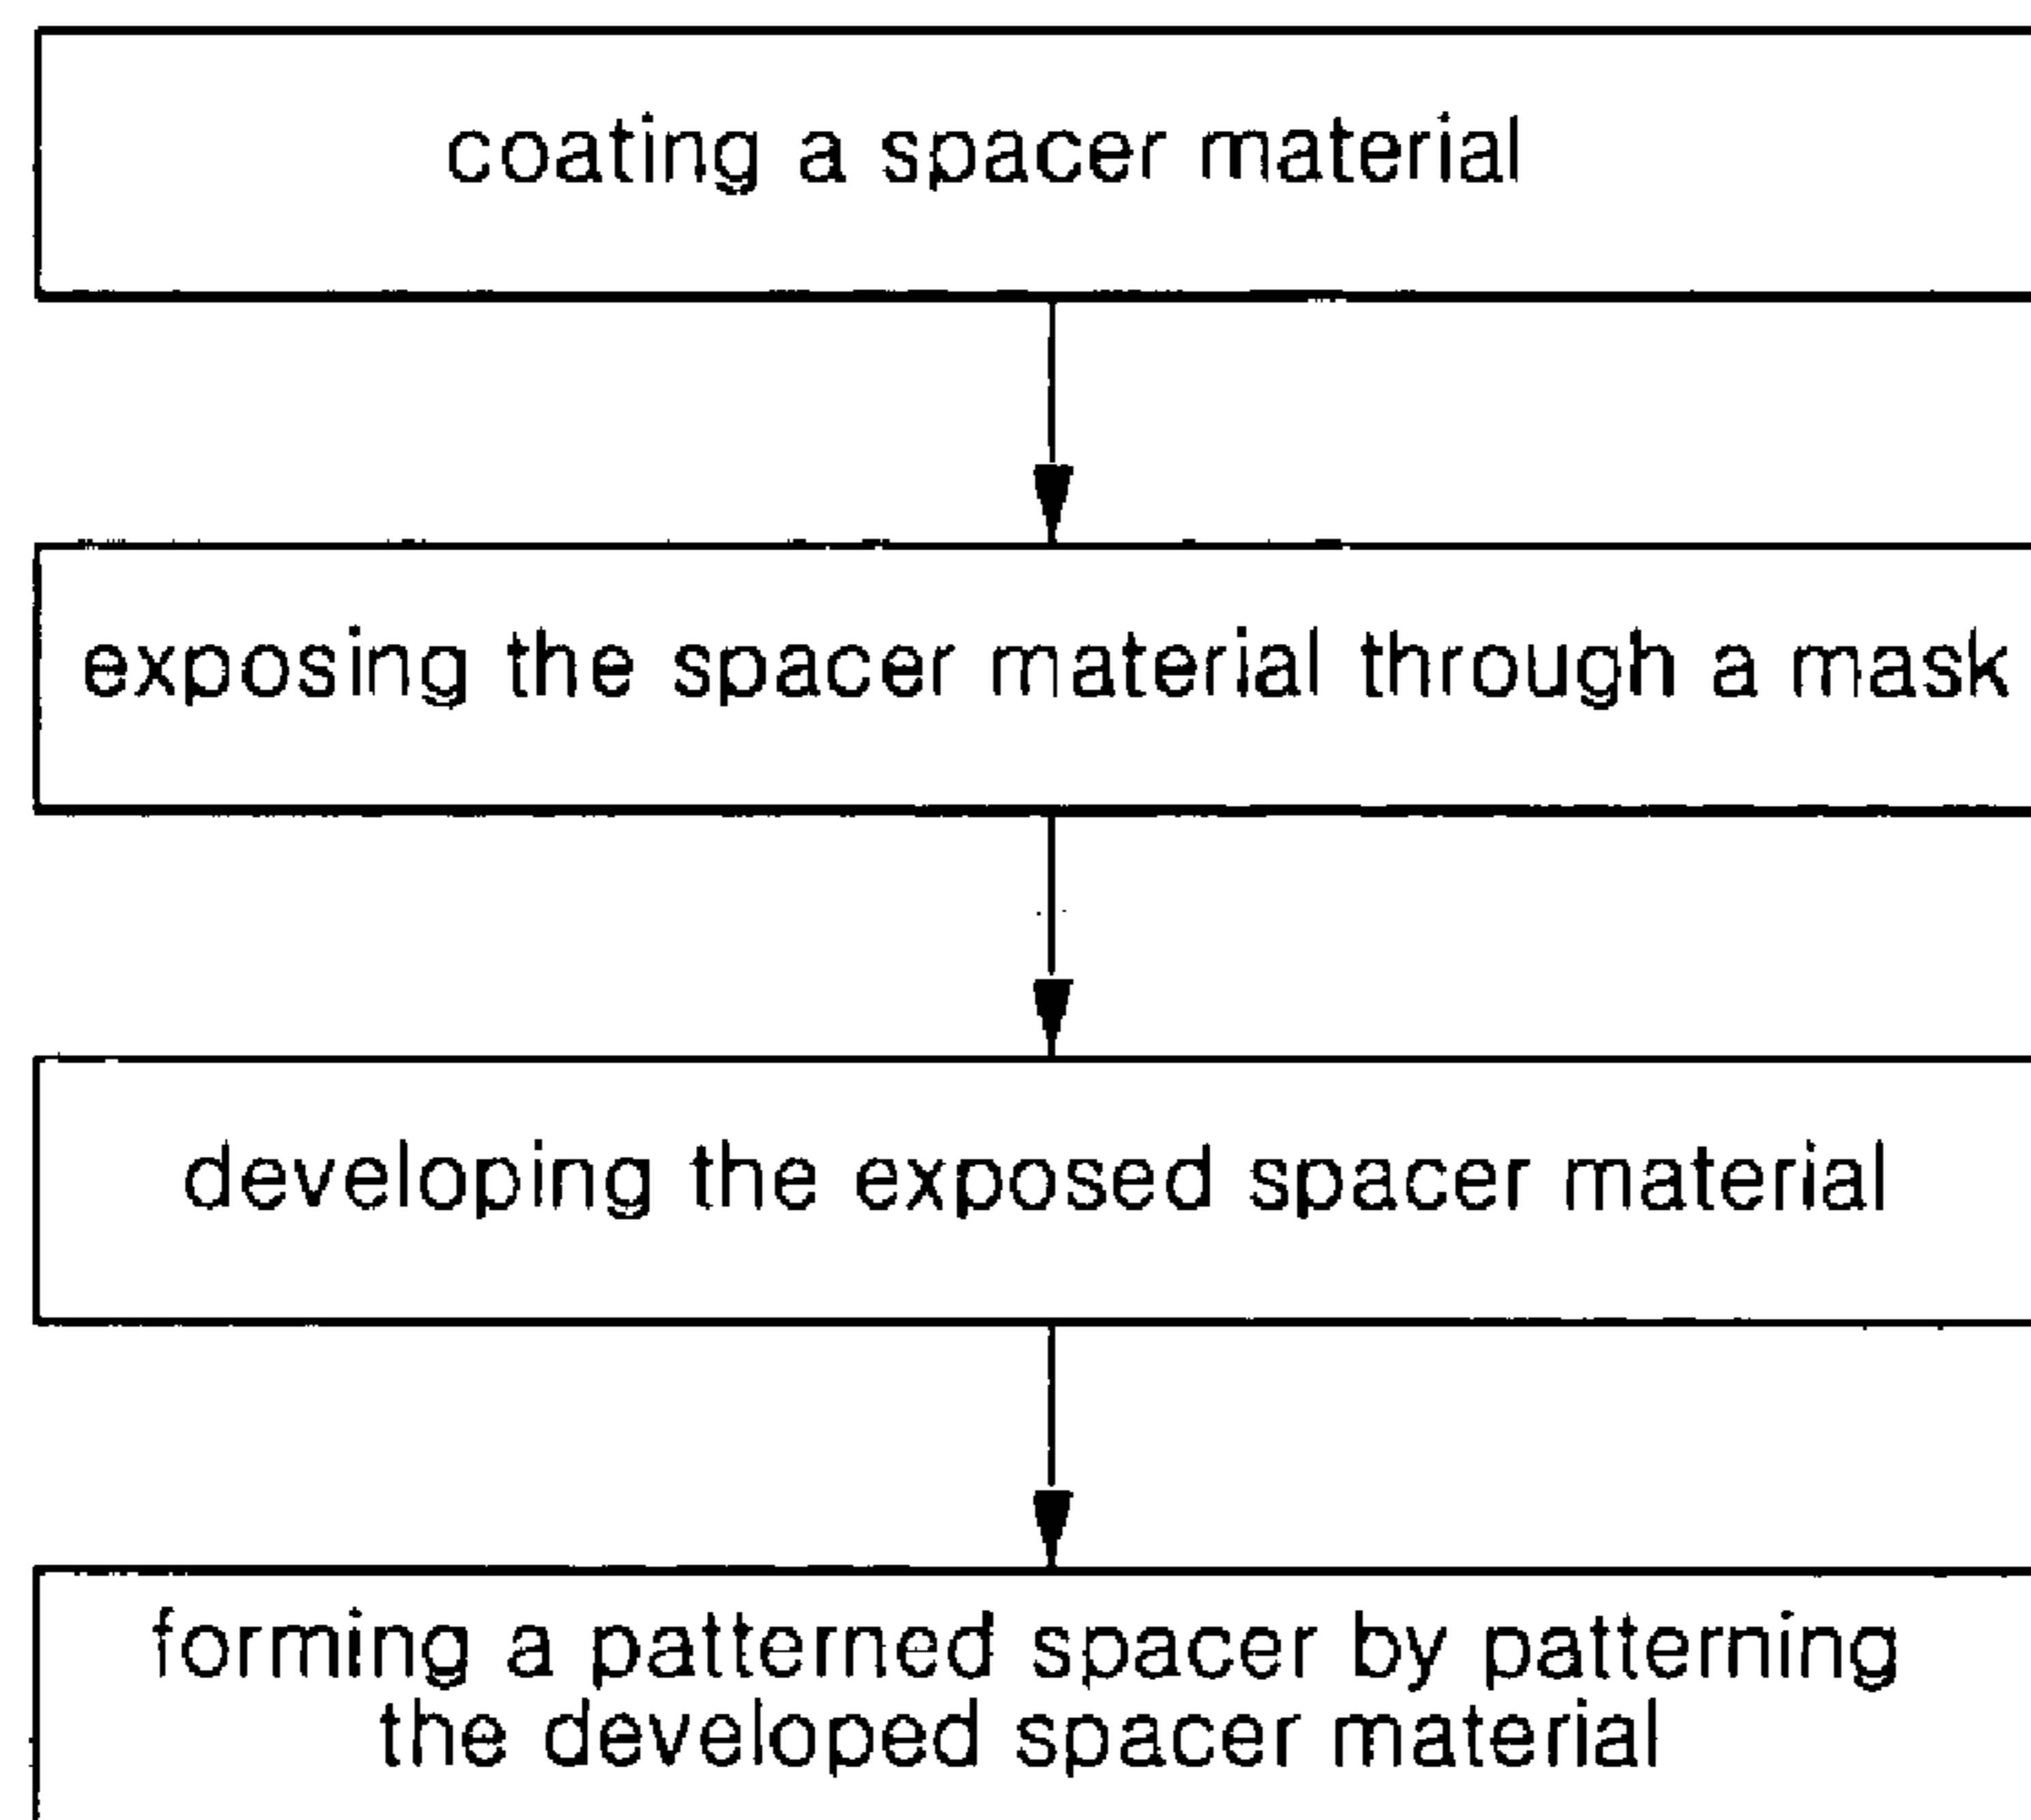 coating a spacer material
exposing the spacer material through a mask
developing the exposed spacer material
forming a patterned spacer by patterning
the developed spacer material